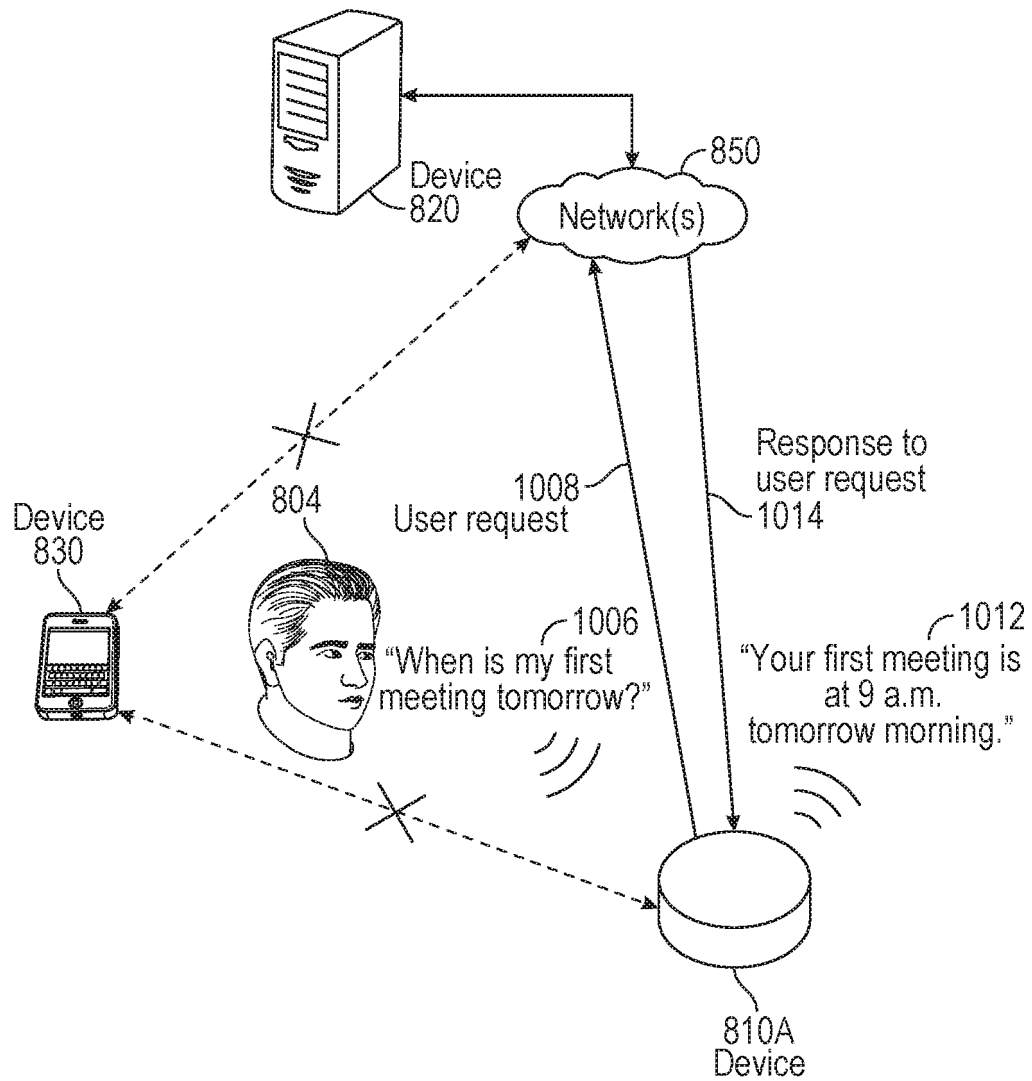 850
Device
820
Network(s)
Response to
user request
1014
1008
User request
804
Device
830
1006
“When is my first
meeting tomorrow?”
1012
“Your first meeting is
at 9 a.m.
tomorrow morning.”
810A
Device